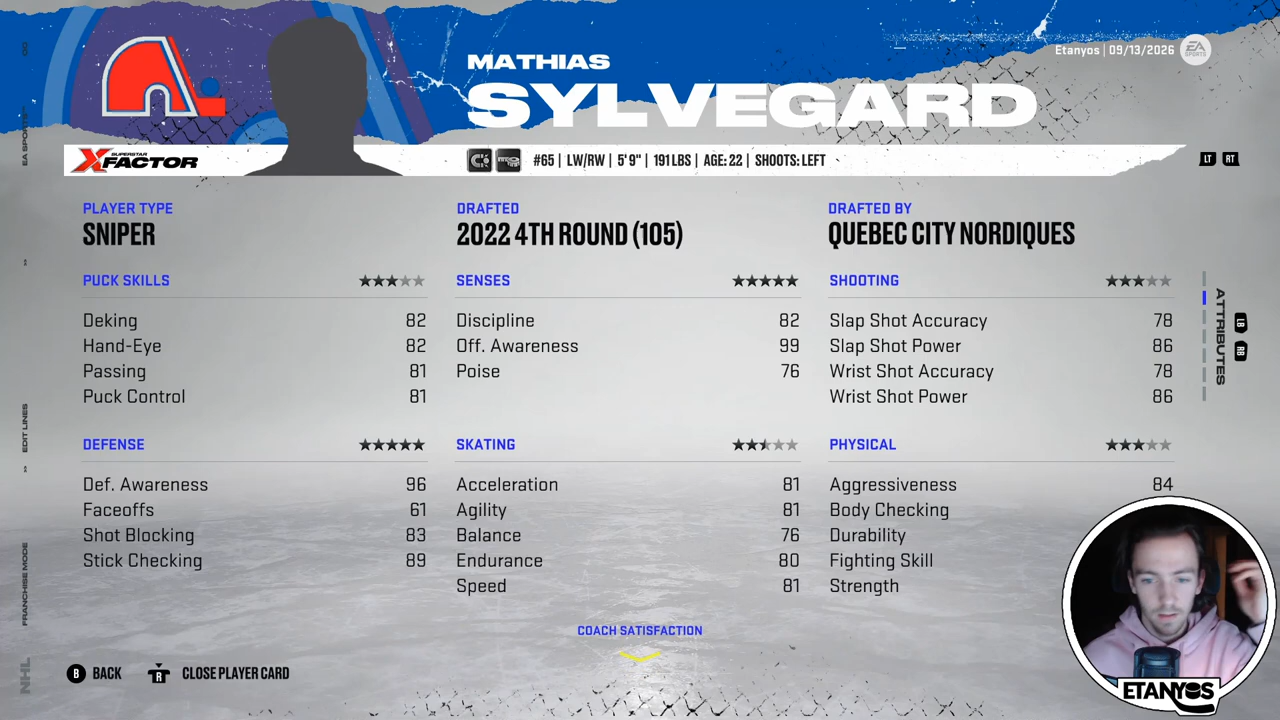 MATHIAS
SYLVEGARD
Etanyos | 09/13/2026
EA SPORTS
SUPERSTAR
X FACTOR
#65 | LW/RW | 5'9" | 191 LBS | AGE: 22 | SHOOTS: LEFT
LT RT
PLAYER TYPE
SNIPER
DRAFTED
2022 4TH ROUND (105)
DRAFTED BY
QUEBEC CITY NORDIQUES
PUCK SKILLS
Deking 82
Hand-Eye 82
Passing 81
Puck Control 81
SENSES
Discipline 82
Off. Awareness 99
Poise 76
SHOOTING
Slap Shot Accuracy 78
Slap Shot Power 86
Wrist Shot Accuracy 78
Wrist Shot Power 86
DEFENSE
Def. Awareness 96
Faceoffs 61
Shot Blocking 83
Stick Checking 89
SKATING
Acceleration 81
Agility 81
Balance 76
Endurance 80
Speed 81
PHYSICAL
Aggressiveness 84
Body Checking
Durability
Fighting Skill
Strength
ATTRIBUTES
LB
RB
COACH SATISFACTION
B BACK
R CLOSE PLAYER CARD
NHL
FRANCHISE MODE
EDIT LINES
EA SPORTS
ETANYOS